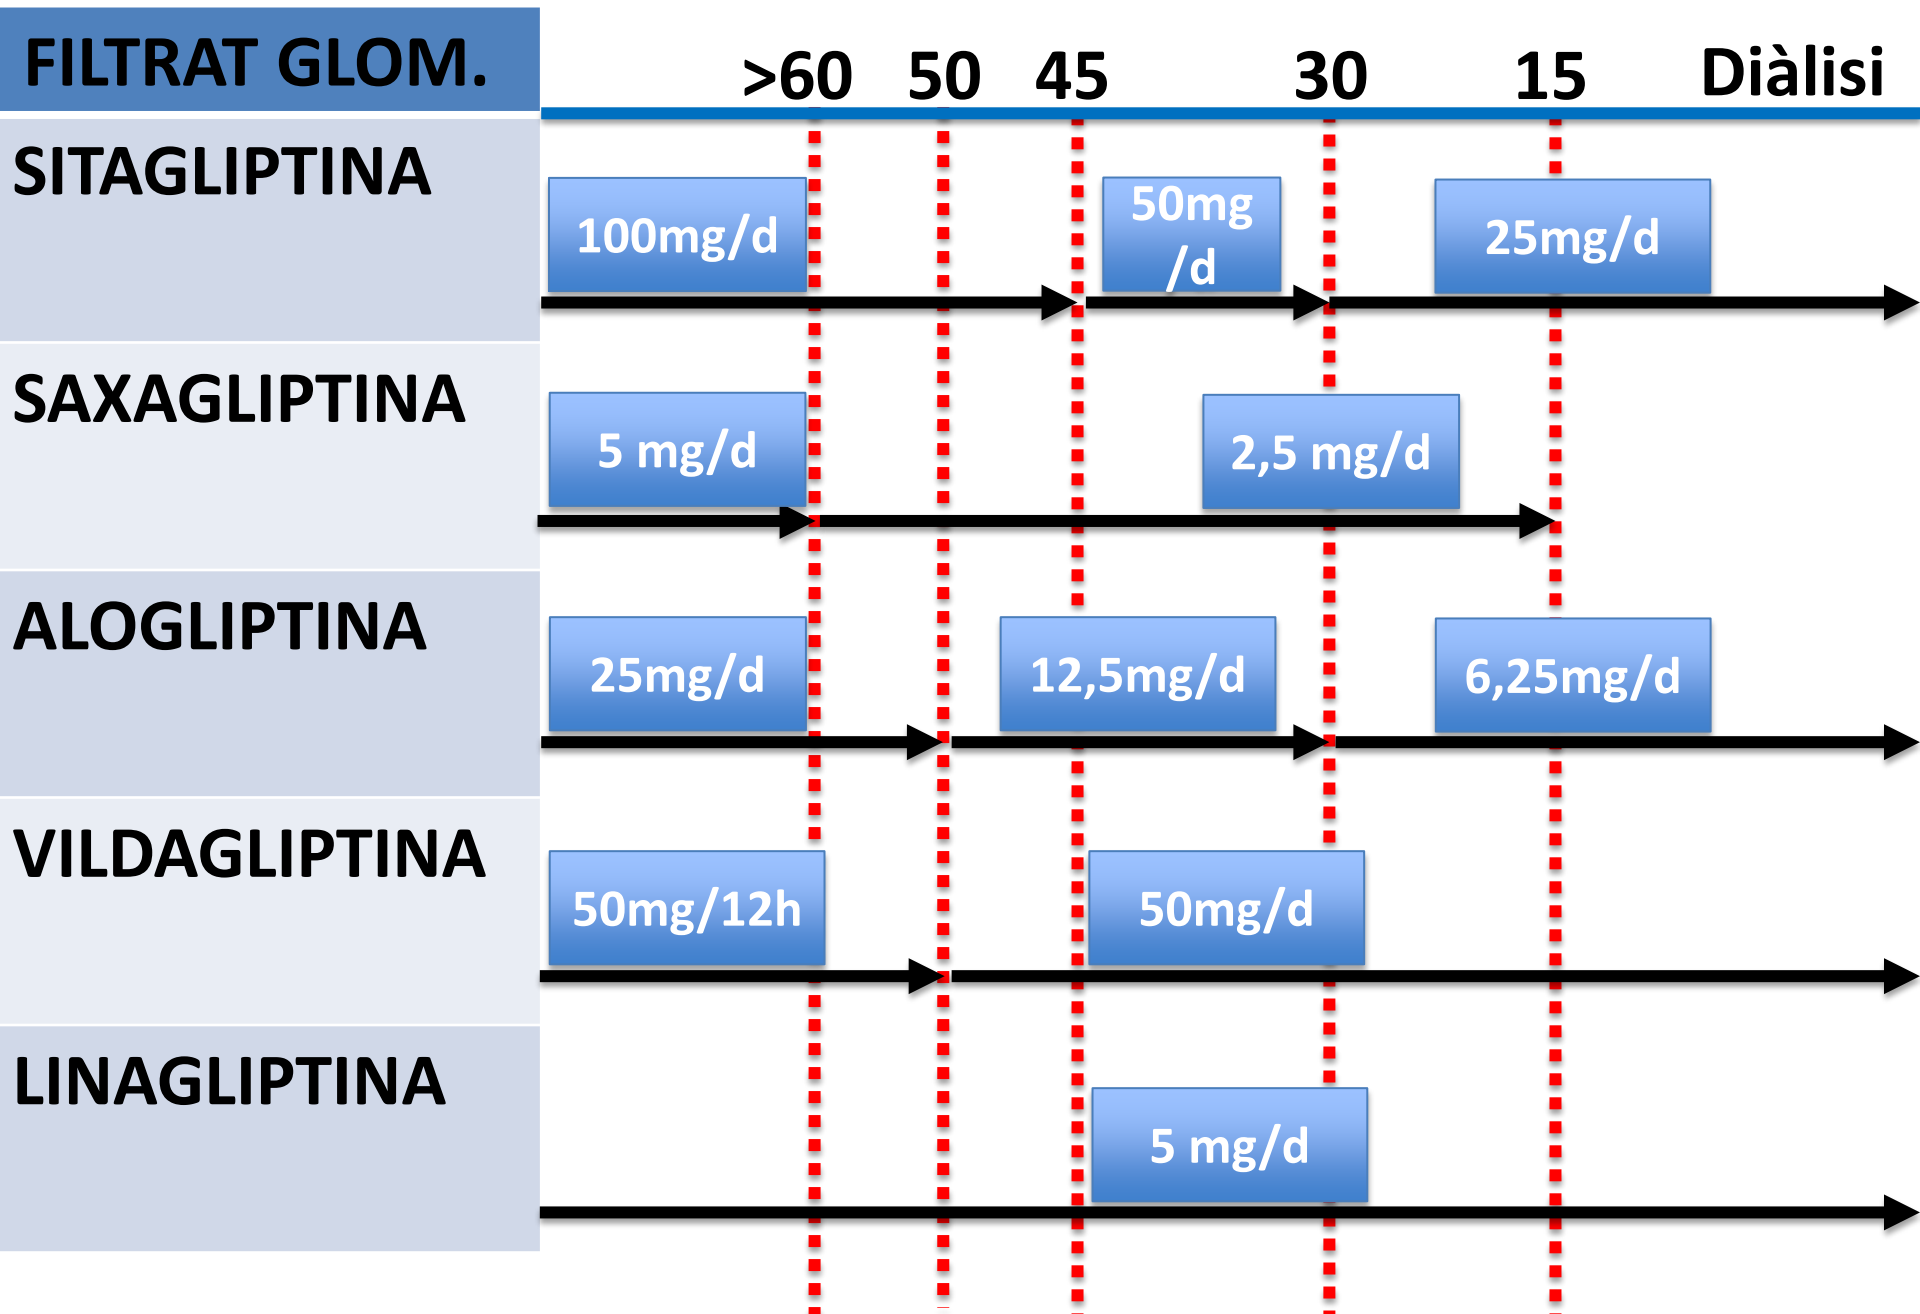 FILTRAT GLOM.
>60 50 45 30 15 Diàlisi
SITAGLIPTINA
100mg/d
50mg
/d
25mg/d
SAXAGLIPTINA
5 mg/d
2,5 mg/d
ALOGLIPTINA
25mg/d
12,5mg/d
6,25mg/d
VILDAGLIPTINA
50mg/12h
50mg/d
LINAGLIPTINA
5 mg/d